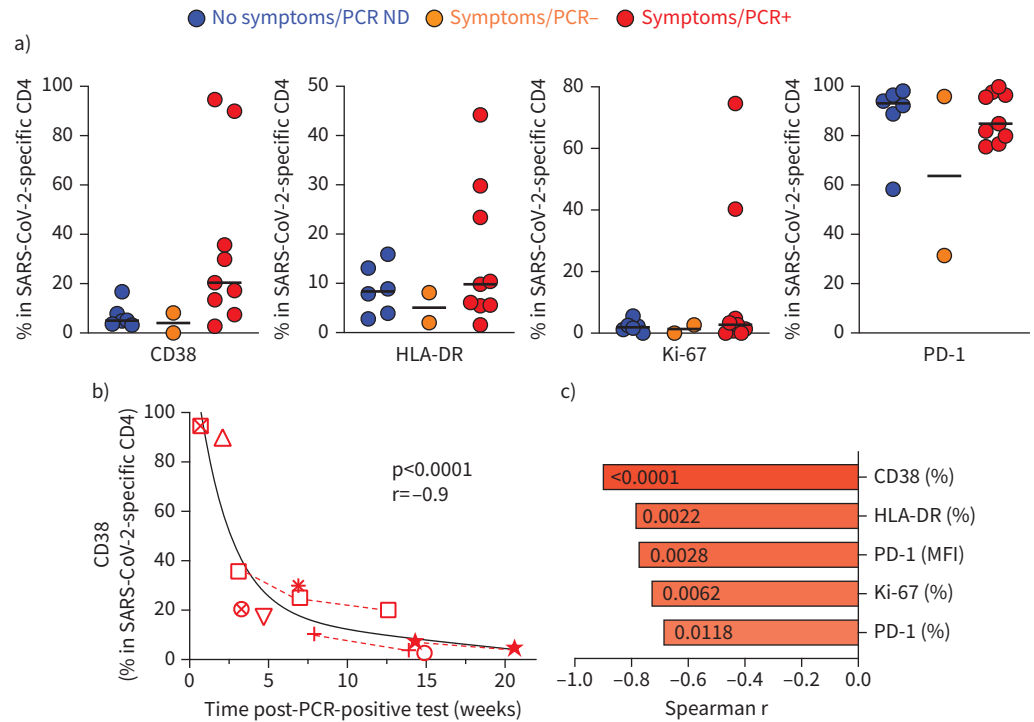 No symptoms/PCR ND Symptoms/PCR– Symptoms/PCR+
a)
% in SARS-CoV-2-specific CD4
100
80
60
40
20
0
CD38
% in SARS-CoV-2-specific CD4
50
40
30
20
10
0
HLA-DR
% in SARS-CoV-2-specific CD4
80
60
40
20
0
Ki-67
% in SARS-CoV-2-specific CD4
100
80
60
40
20
0
PD-1
b)
CD38
(% in SARS-CoV-2-specific CD4)
100
80
60
40
20
0
p<0.0001
r=–0.9
0 5 10 15 20
Time post-PCR-positive test (weeks)
c)
<0.0001 CD38 (%)
0.0022 HLA-DR (%)
0.0028 PD-1 (MFI)
0.0062 Ki-67 (%)
0.0118 PD-1 (%)
–1.0 –0.8 –0.6 –0.4 –0.2 0.0
Spearman r